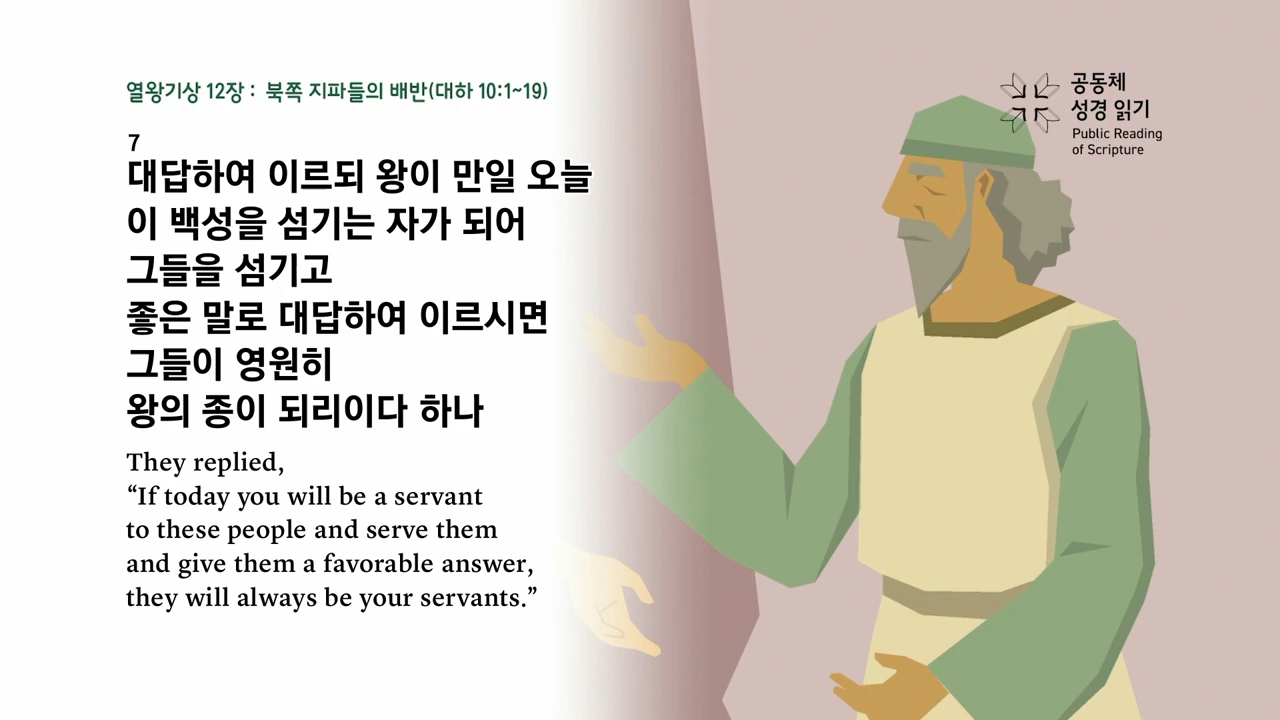 열왕기상 12장 : 북쪽 지파들의 배반(대하 10:1~19)
공동체
성경 읽기
Public Reading
of Scripture
7
대답하여 이르되 왕이 만일 오늘
이 백성을 섬기는 자가 되어
그들을 섬기고
좋은 말로 대답하여 이르시면
그들이 영원히
왕의 종이 되리이다 하나
They replied,
“If today you will be a servant
to these people and serve them
and give them a favorable answer,
they will always be your servants.”